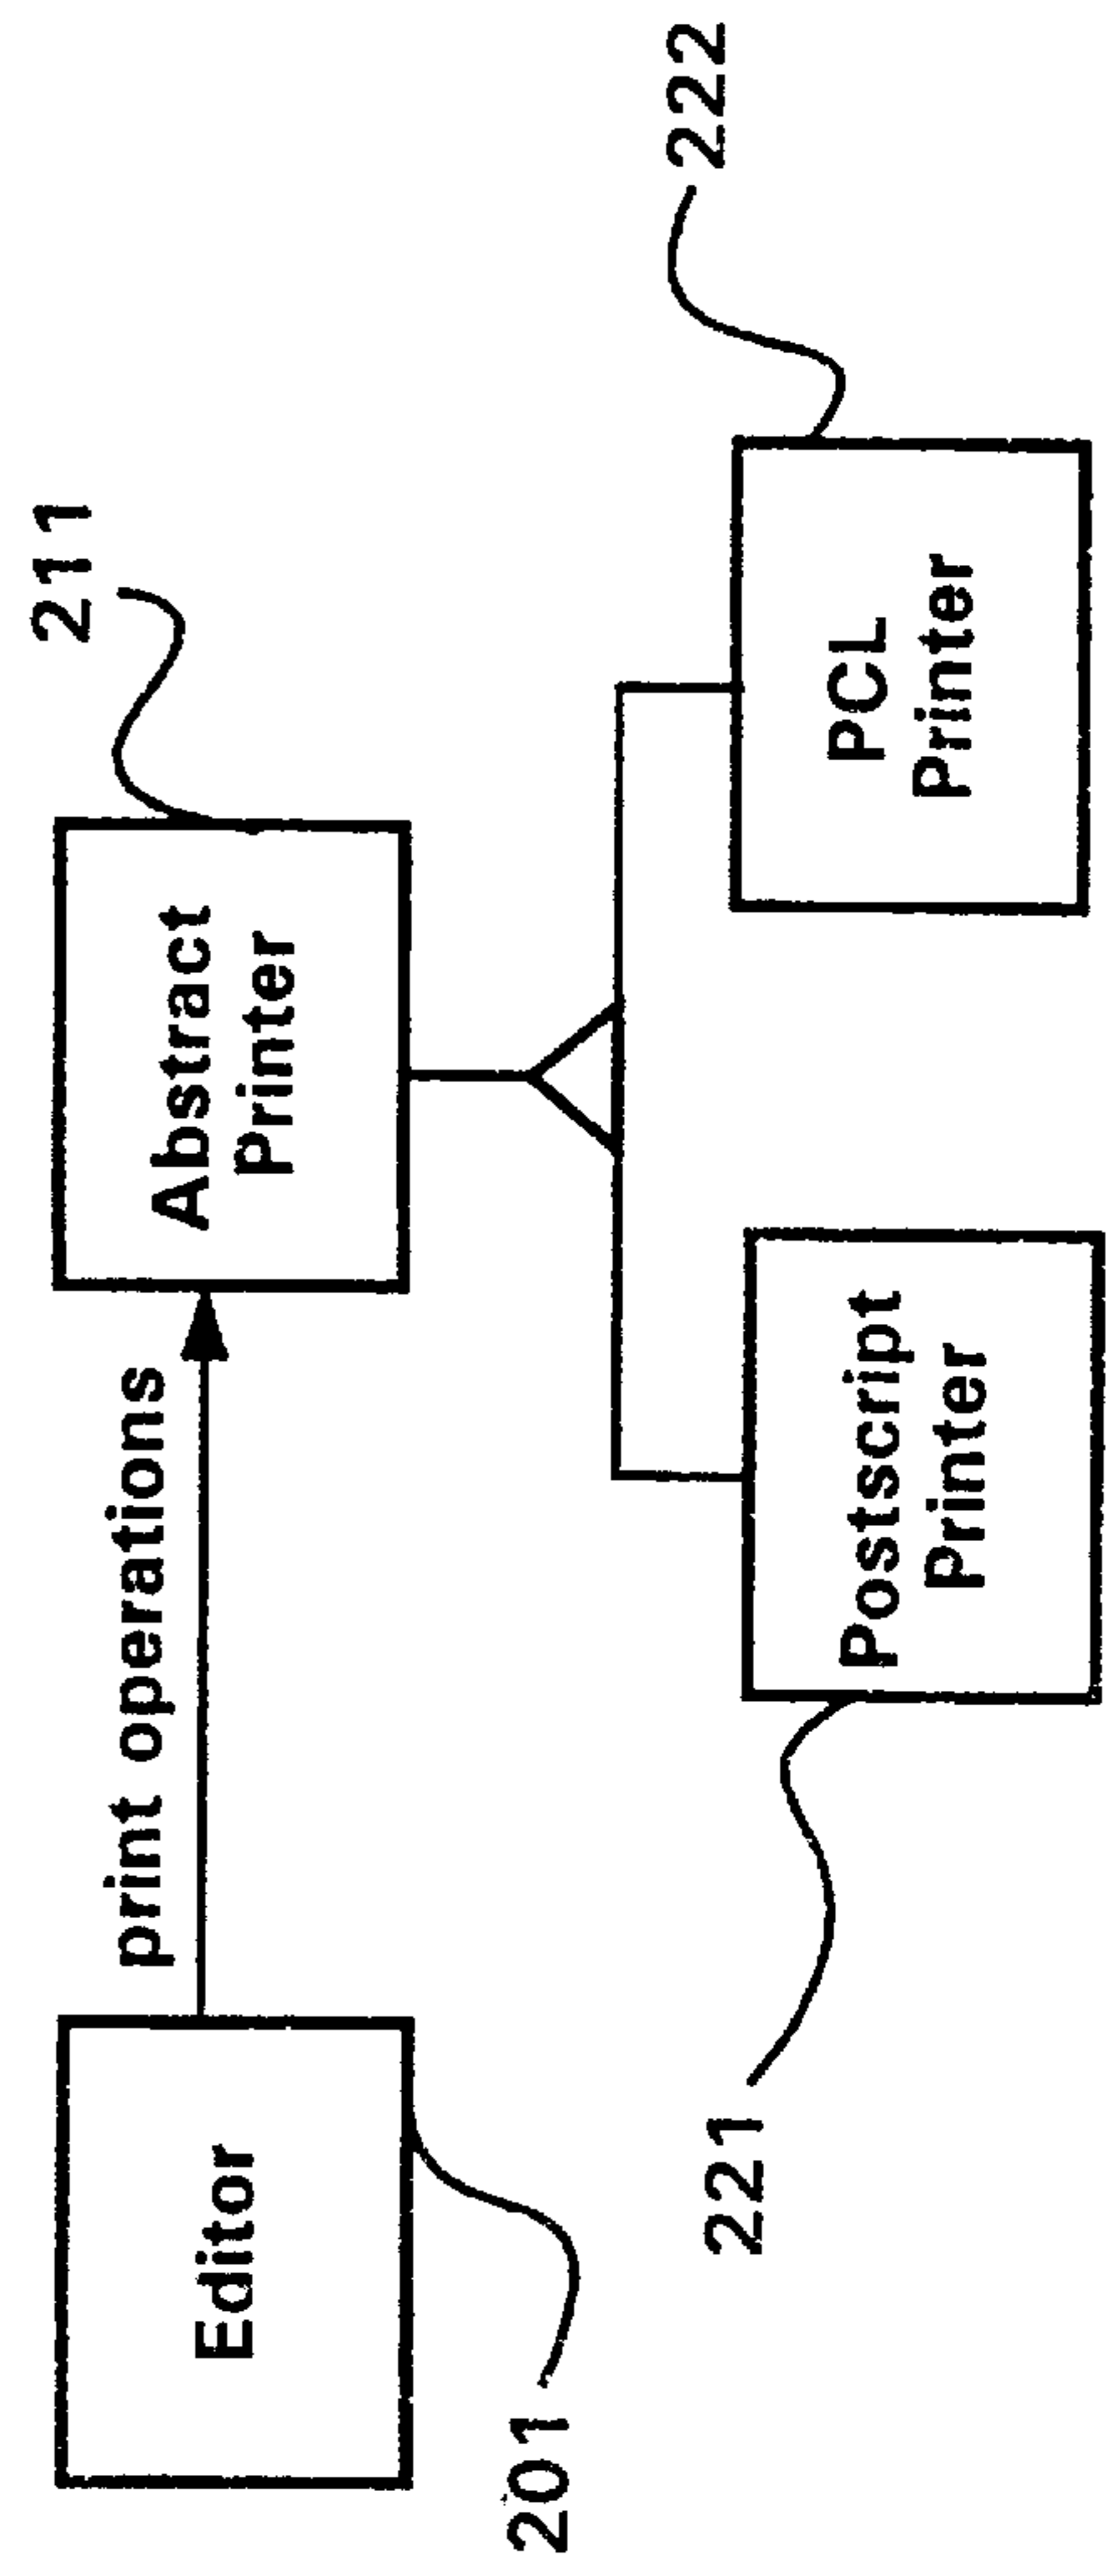 211
print operations
Editor
Abstract
Printer
201
222
221
Postscript
Printer
PCL
Printer